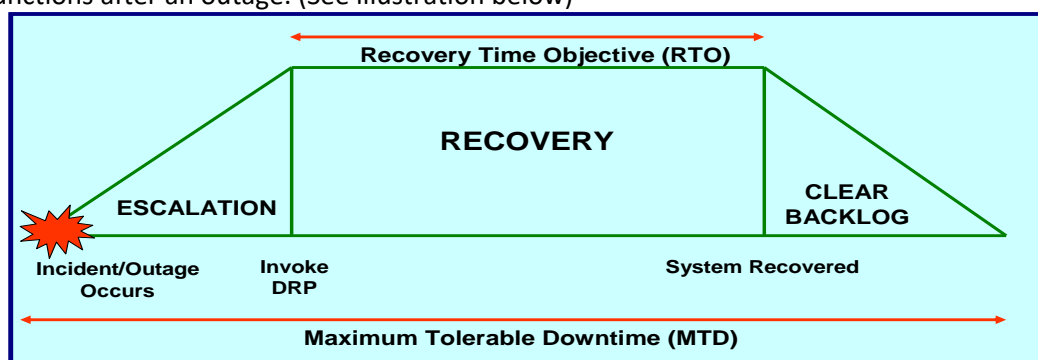 unctions after an outage. (See illustration below)
Recovery Time Objective (RTO)
RECOVERY
ESCALATION
CLEAR
BACKLOG
Incident/Outage
Occurs
Invoke
DRP
System Recovered
Maximum Tolerable Downtime (MTD)